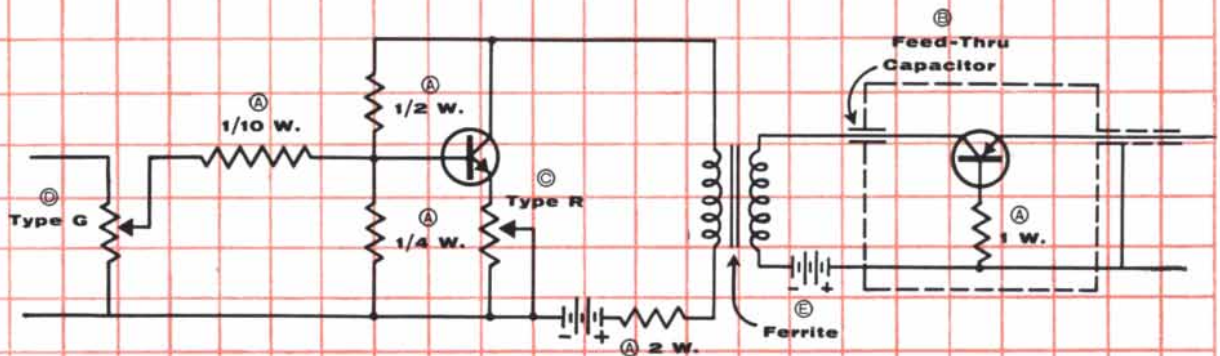 Ⓑ
Feed-Thru
Capacitor
Ⓐ
1/2 W.
Ⓐ
1/10 W.
Ⓓ
Type G
Ⓒ
Type R
Ⓐ
1/4 W.
Ⓐ
1 W.
- +
Ⓔ
Ferrite
- +
Ⓐ 2 W.